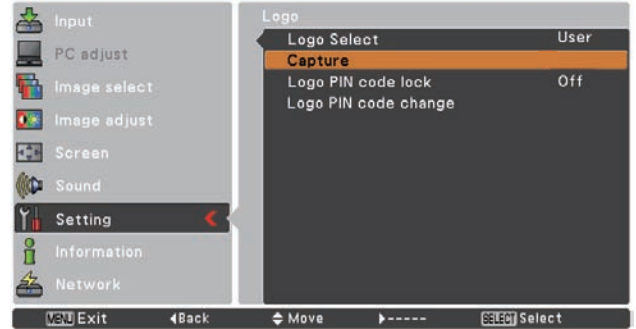 Input
PC adjust
Image select
Image adjust
Screen
Sound
Setting
Information
Network
Logo
Logo Select User
Capture
Logo PIN code lock Off
Logo PIN code change
MENU Exit ◀Back Move ▶----- SELECT Select